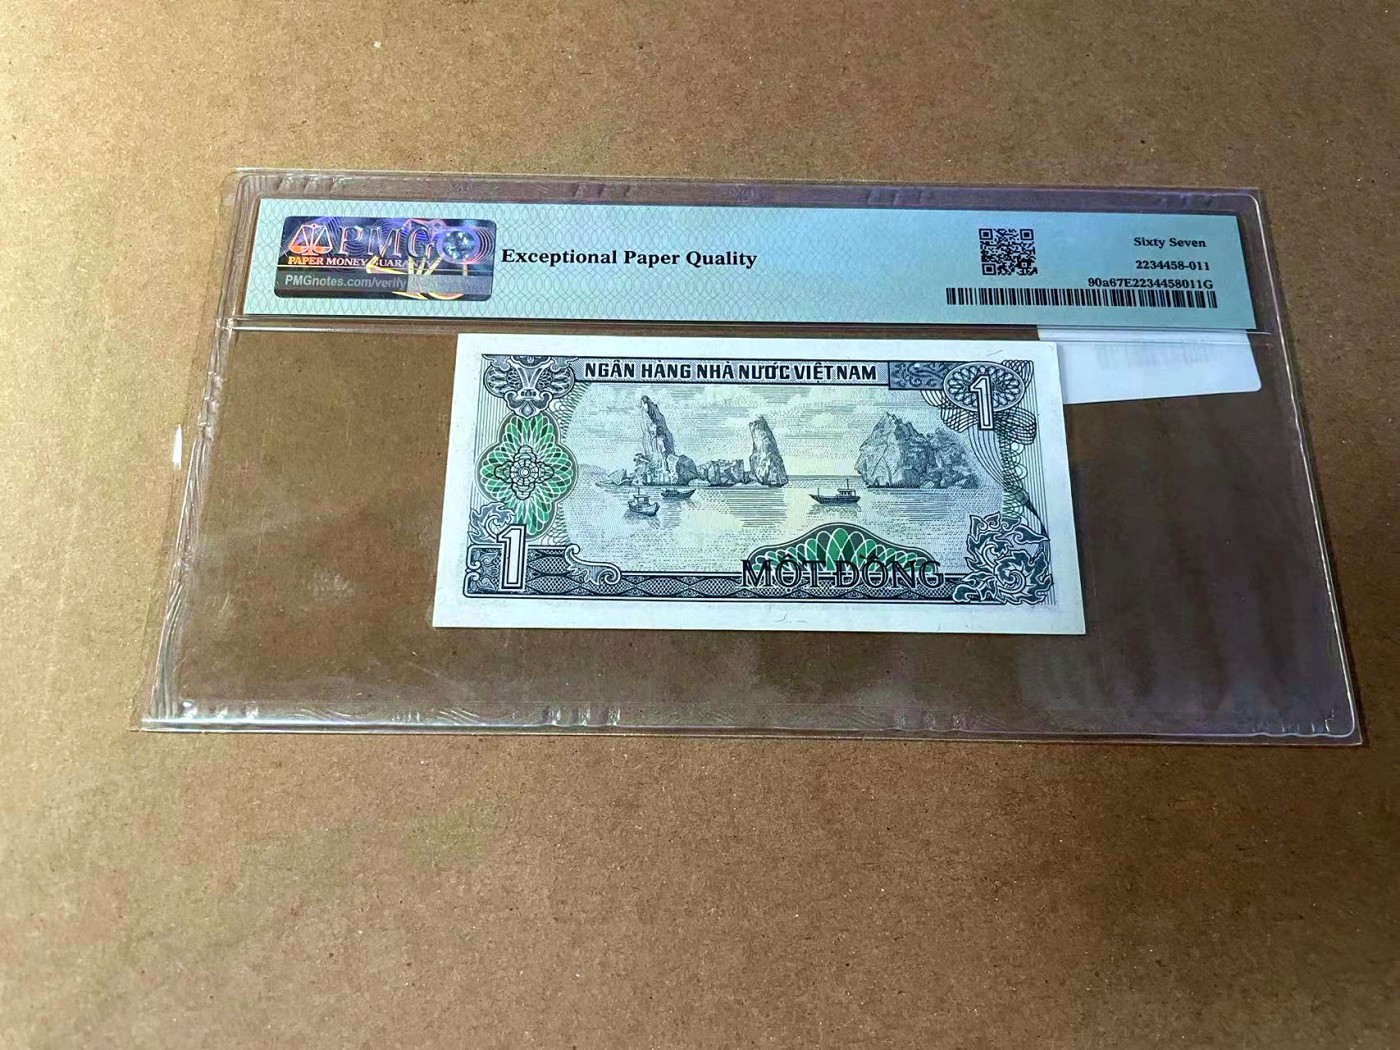 PMG
PAPER MONEY GUARANTY
PMGnotes.com/verify
Exceptional Paper Quality
Sixty Seven
2234458-011
90a67E2234458011G
NGÂN HÀNG NHÀ NƯỚC VIỆT NAM
1
1
MỘT ĐỒNG